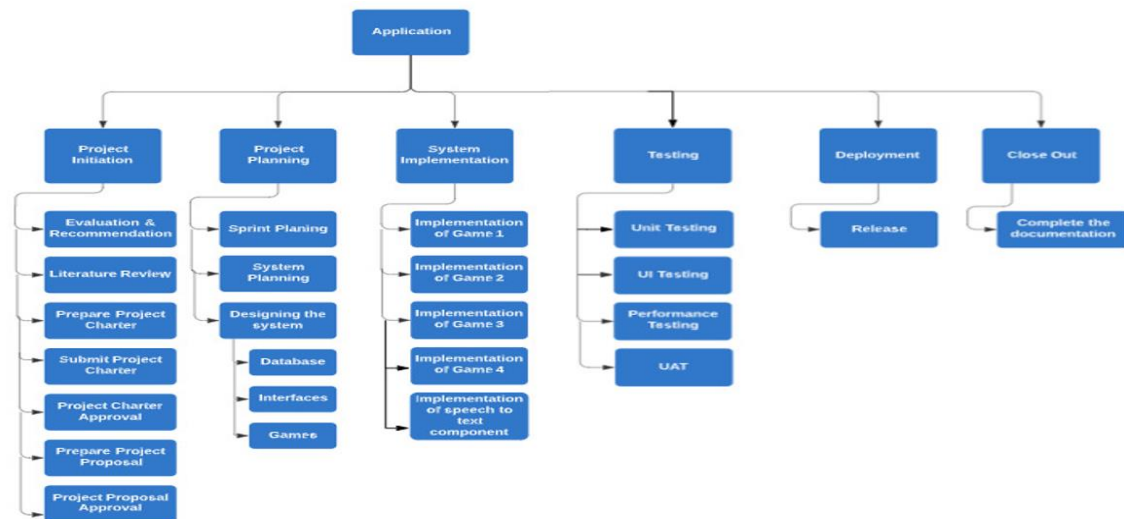 Application
Project
Initiation
Project
Planning
System
Implementation
Testing
Deployment
Close Out
Evaluation &
Recommendation
Literature Review
Prepare Project
Charter
Submit Project
Charter
Project Charter
Approval
Prepare Project
Proposal
Project Proposal
Approval
Sprint Planing
System
Planning
Designing the
system
Database
Interfaces
Games
Implementation
of Game 1
Implementation
of Game 2
Implementation
of Game 3
Implementation
of Game 4
Implementation
of speech to
text
component
Unit Testing
UI Testing
Performance
Testing
UAT
Release
Complete the
documentation